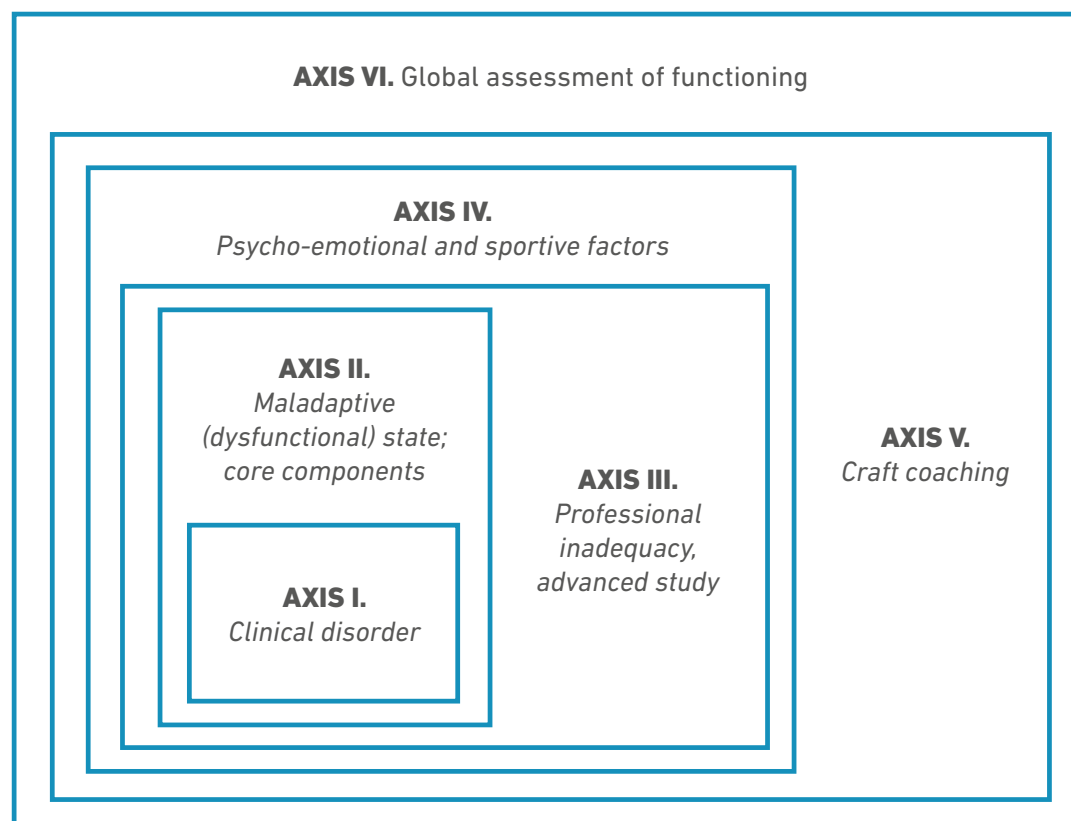 AXIS VI. Global assessment of functioning
AXIS IV.
Psycho-emotional and sportive factors
AXIS II.
Maladaptive
(dysfunctional) state;
core components
AXIS I.
Clinical disorder
AXIS III.
Professional
inadequacy,
advanced study
AXIS V.
Craft coaching